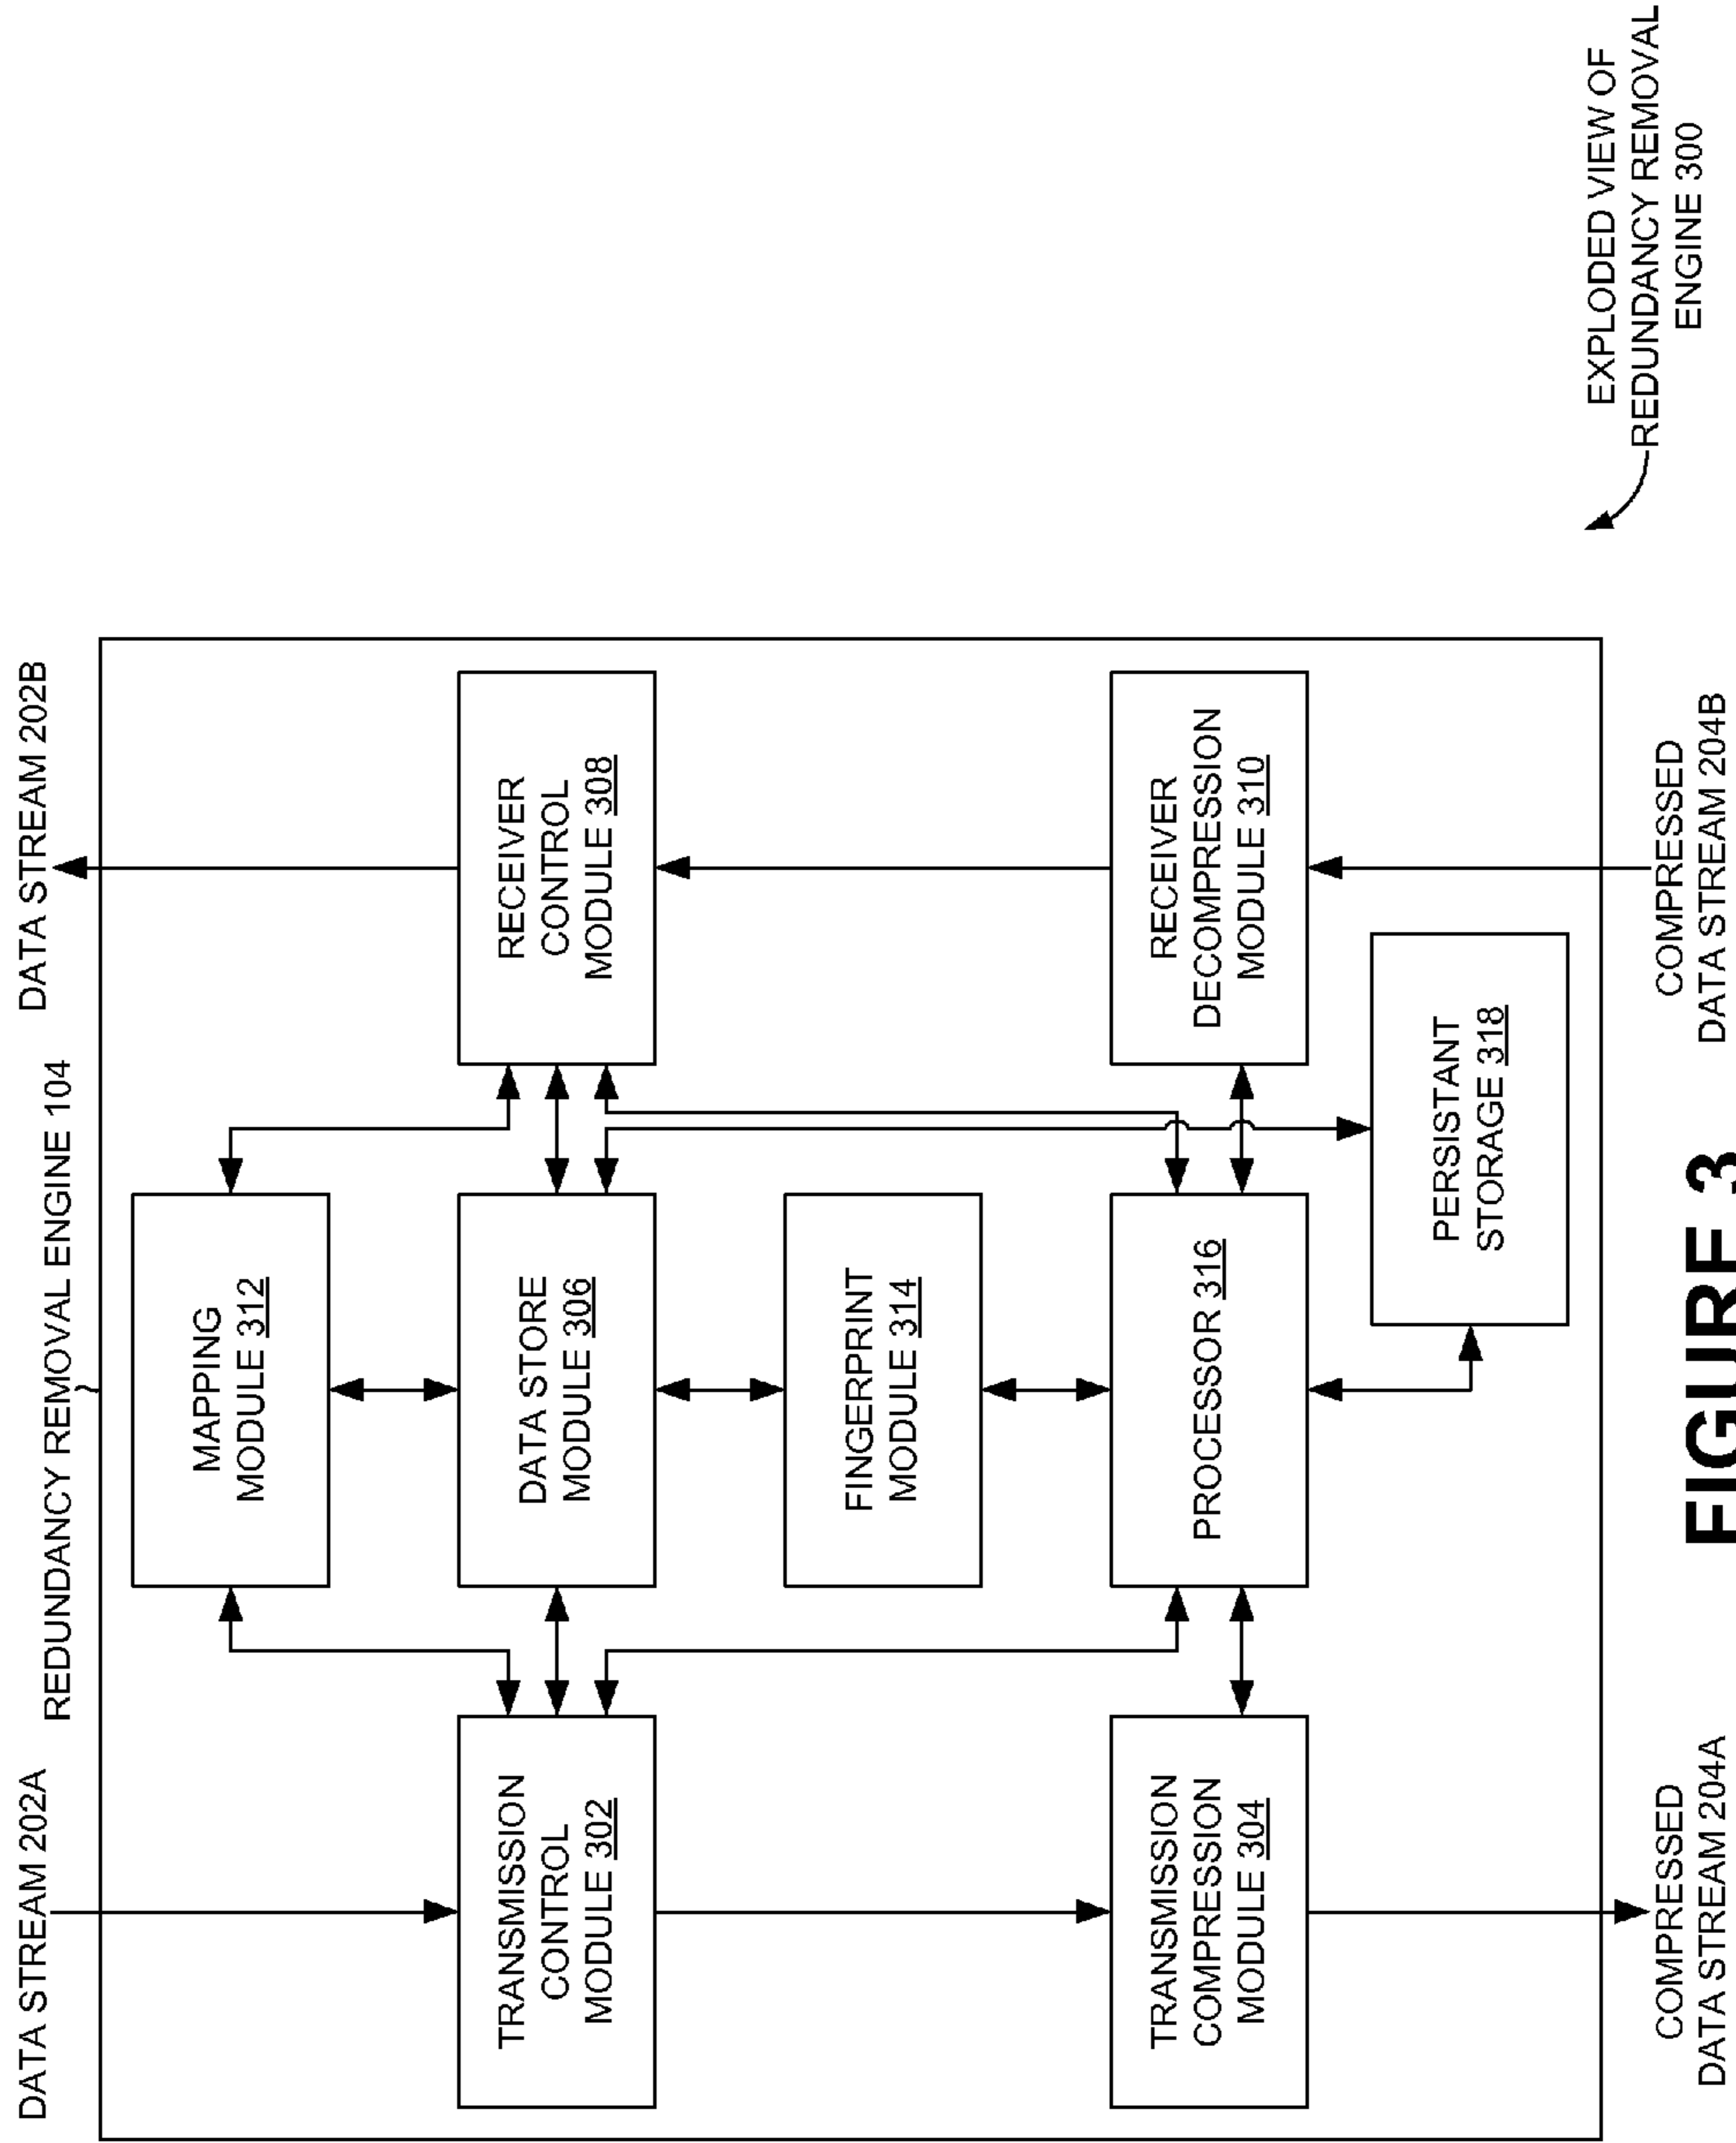 DATA STREAM 202A
REDUNDANCY REMOVAL ENGINE 104
DATA STREAM 202B
MAPPING
MODULE 312
TRANSMISSION
CONTROL
MODULE 302
DATA STORE
MODULE 306
RECEIVER
CONTROL
MODULE 308
FINGERPRINT
MODULE 314
TRANSMISSION
COMPRESSION
MODULE 304
PROCESSOR 316
RECEIVER
DECOMPRESSION
MODULE 310
PERSISTANT
STORAGE 318
COMPRESSED
DATA STREAM 204A
COMPRESSED
DATA STREAM 204B
EXPLODED VIEW OF
REDUNDANCY REMOVAL
ENGINE 300
FIGURE 3